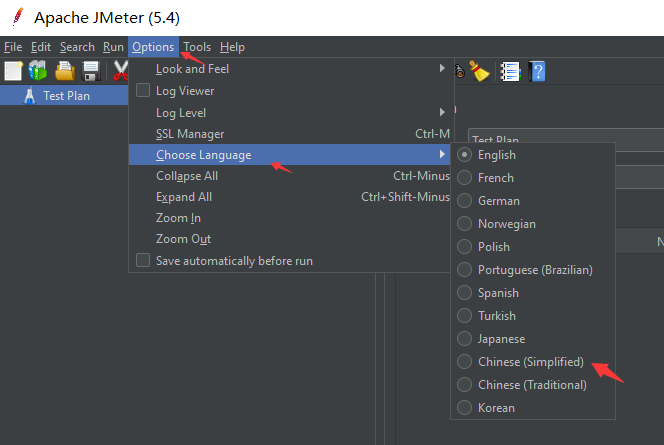 Apache JMeter (5.4)
File Edit Search Run Options Tools Help
Test Plan
Look and Feel
Log Viewer
Log Level
SSL Manager Ctrl-M
Choose Language
Collapse All Ctrl-Minus
Expand All Ctrl+Shift-Minus
Zoom In
Zoom Out
Save automatically before run
Test Plan
English
French
German
Norwegian
Polish
Portuguese (Brazilian)
Spanish
Turkish
Japanese
Chinese (Simplified)
Chinese (Traditional)
Korean
N